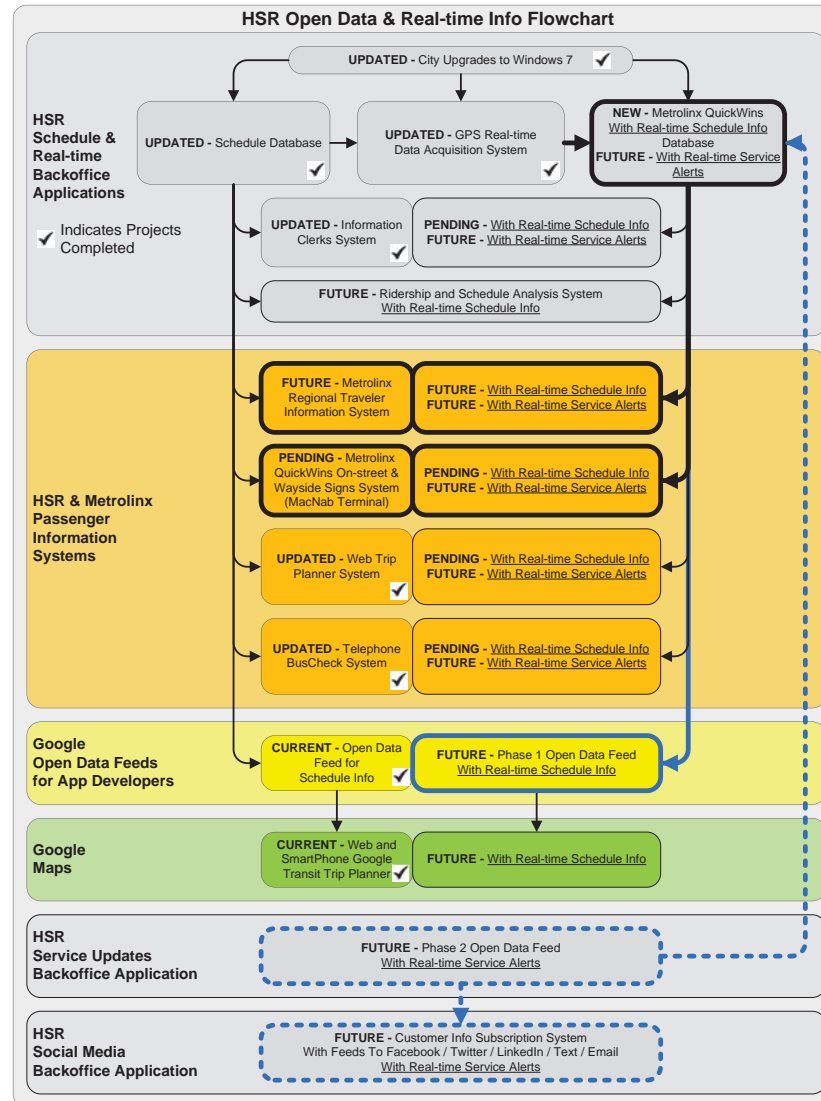 HSR Open Data & Real-time Info Flowchart
UPDATED - City Upgrades to Windows 7
HSR
Schedule &
Real-time
Backoffice
Applications
UPDATED - Schedule Database
UPDATED - GPS Real-time
Data Acquisition System
NEW - Metrolinx QuickWins
With Real-time Schedule Info
Database
FUTURE - With Real-time Service
Alerts
Indicates Projects
Completed
UPDATED - Information
Clerks System
PENDING - With Real-time Schedule Info
FUTURE - With Real-time Service Alerts
FUTURE - Ridership and Schedule Analysis System
With Real-time Schedule Info
HSR & Metrolinx
Passenger
Information
Systems
FUTURE - Metrolinx
Regional Traveler
Information System
FUTURE - With Real-time Schedule Info
FUTURE - With Real-time Service Alerts
PENDING - Metrolinx
QuickWins On-street &
Wayside Signs System
(MacNab Terminal)
PENDING - With Real-time Schedule Info
FUTURE - With Real-time Service Alerts
UPDATED - Web Trip
Planner System
PENDING - With Real-time Schedule Info
FUTURE - With Real-time Service Alerts
UPDATED - Telephone
BusCheck System
PENDING - With Real-time Schedule Info
FUTURE - With Real-time Service Alerts
Google
Open Data Feeds
for App Developers
CURRENT - Open Data
Feed for
Schedule Info
FUTURE - Phase 1 Open Data Feed
With Real-time Schedule Info
Google
Maps
CURRENT - Web and
SmartPhone Google
Transit Trip Planner
FUTURE - With Real-time Schedule Info
HSR
Service Updates
Backoffice Application
FUTURE - Phase 2 Open Data Feed
With Real-time Service Alerts
HSR
Social Media
Backoffice Application
FUTURE - Customer Info Subscription System
With Feeds To Facebook / Twitter / LinkedIn / Text / Email
With Real-time Service Alerts